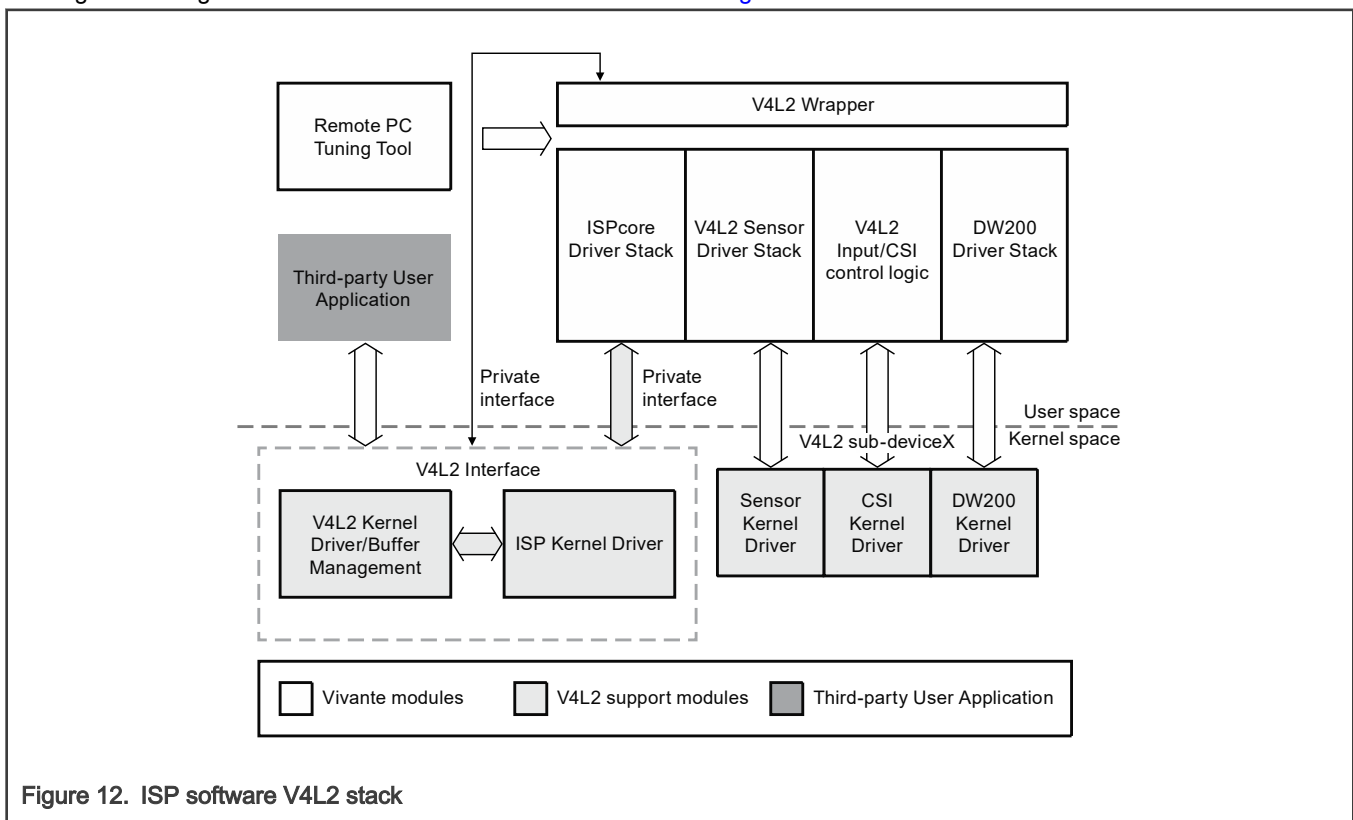 V4L2 Wrapper
Remote PC
Tuning Tool
ISPcore
Driver Stack
V4L2 Sensor
Driver Stack
V4L2
Input/CSI
control logic
DW200
Driver Stack
Third-party User
Application
Private
interface
Private
interface
User space
Kernel space
V4L2 sub-deviceX
V4L2 Interface
V4L2 Kernel
Driver/Buffer
Management
ISP Kernel Driver
Sensor
Kernel
Driver
CSI
Kernel
Driver
DW200
Kernel
Driver
Vivante modules
V4L2 support modules
Third-party User Application
Figure 12. ISP software V4L2 stack